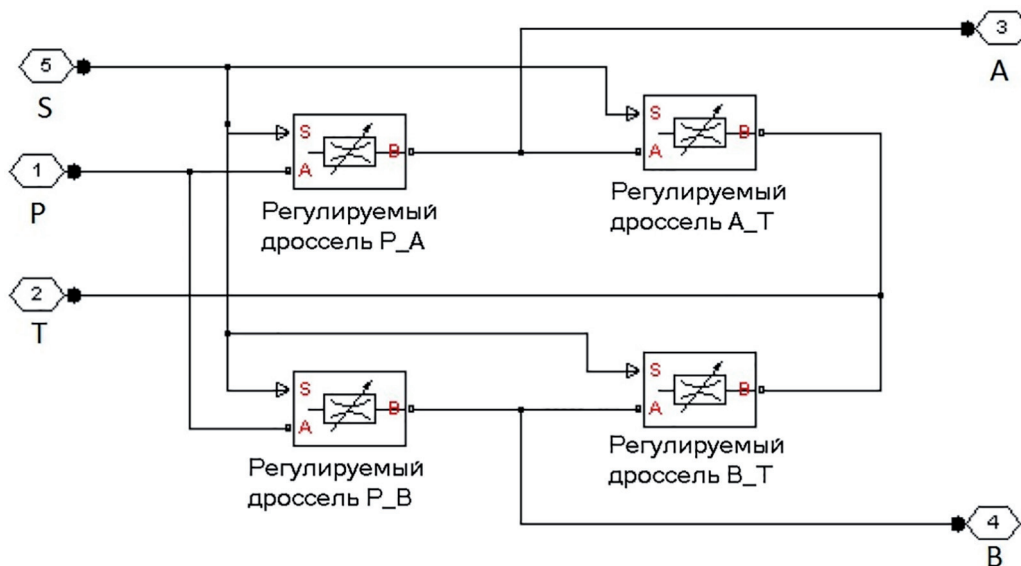 3
A
5
S
S
A
B
S
A
B
1
P
Регулируемый
дроссель P_A
Регулируемый
дроссель A_T
2
T
S
A
B
S
A
B
Регулируемый
дроссель P_B
Регулируемый
дроссель B_T
4
B